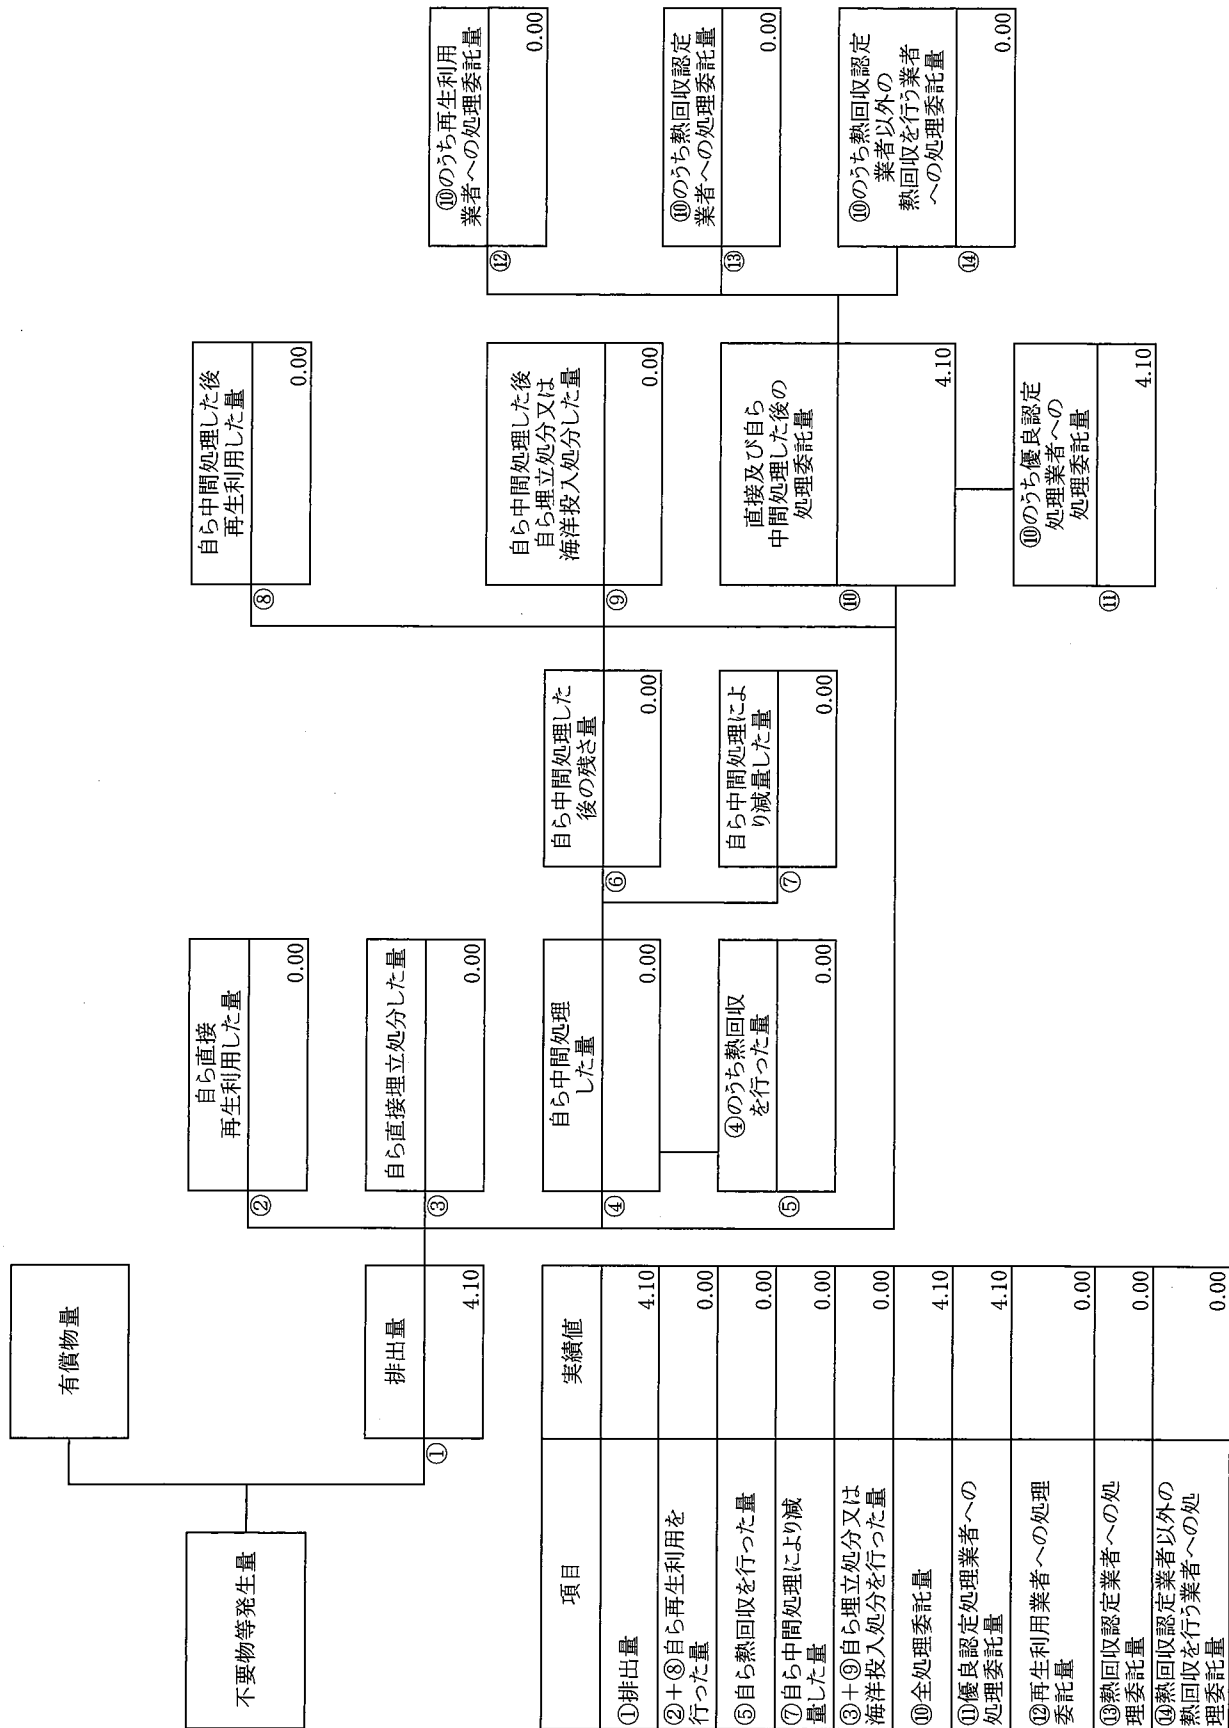 不要物等発生量
有償物量
排出量
①
4.10
自ら直接
再生利用した量
②
0.00
自ら直接埋立処分した量
③
0.00
自ら中間処理
した量
④
0.00
④のうち熱回収
を行った量
⑤
0.00
自ら中間処理した
後の残さ量
⑥
0.00
自ら中間処理によ
り減量した量
⑦
0.00
自ら中間処理した後
再生利用した量
⑧
0.00
自ら中間処理した後
自ら埋立処分又は
海洋投入処分した量
⑨
0.00
直接及び自ら
中間処理した後の
処理委託量
⑩
4.10
⑩のうち優良認定
処理業者への
処理委託量
⑪
4.10
⑩のうち再生利用
業者への処理委託量
⑫
0.00
⑩のうち熱回収認定
業者への処理委託量
⑬
0.00
⑩のうち熱回収認定
業者以外の
熱回収を行う業者
への処理委託量
⑭
0.00
項目 実績値
①排出量 4.10
②+⑧自ら再生利用を
行った量 0.00
⑤自ら熱回収を行った量 0.00
⑦自ら中間処理により減
量した量 0.00
③+⑨自ら埋立処分又は
海洋投入処分を行った量 0.00
⑩全処理委託量 4.10
⑪優良認定処理業者への
処理委託量 4.10
⑫再生利用業者への処理
委託量 0.00
⑬熱回収認定業者への処
理委託量 0.00
⑭熱回収認定業者以外の
熱回収を行う業者への処
理委託量 0.00